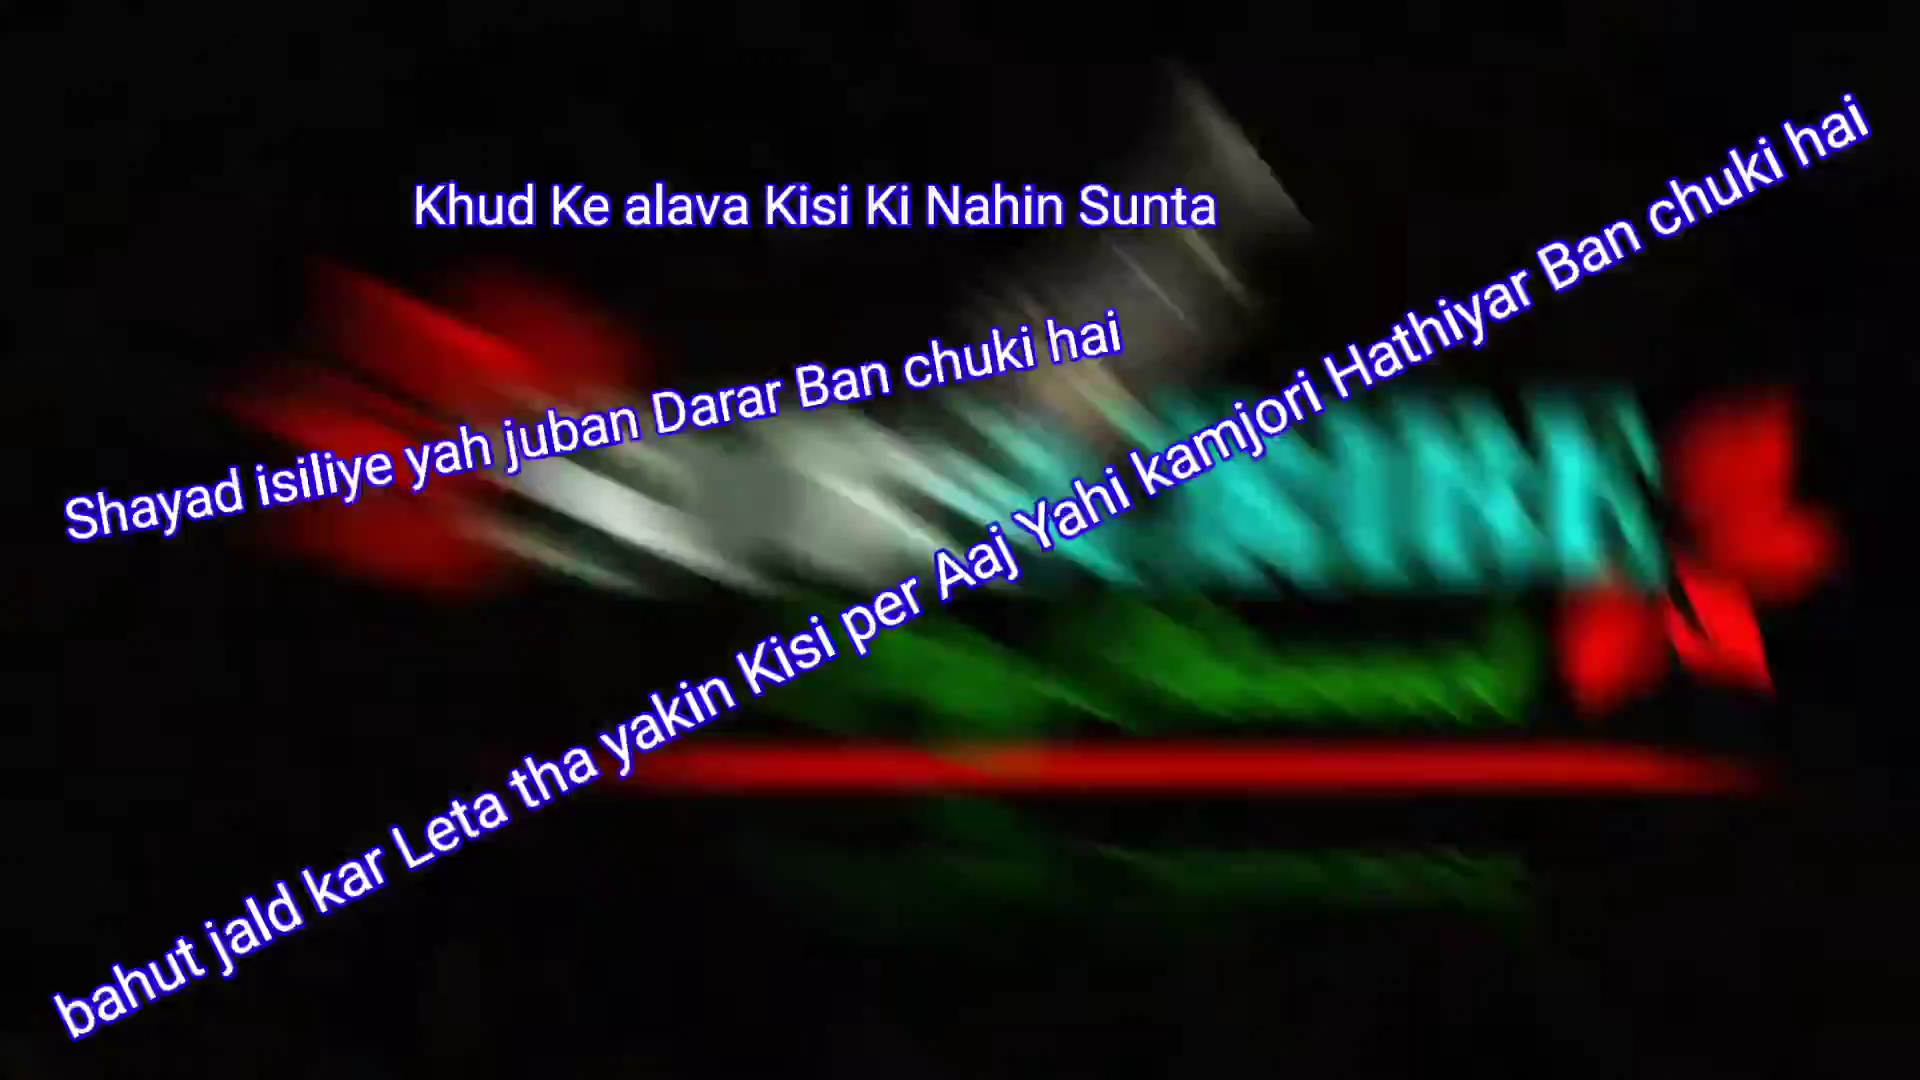 Khud Ke alava Kisi Ki Nahin Sunta
Shayad isiliye yah juban Darar Ban chuki hai
bahut jald kar Leta tha yakin Kisi per Aaj Yahi kamjori Hathiyar Ban chuki hai